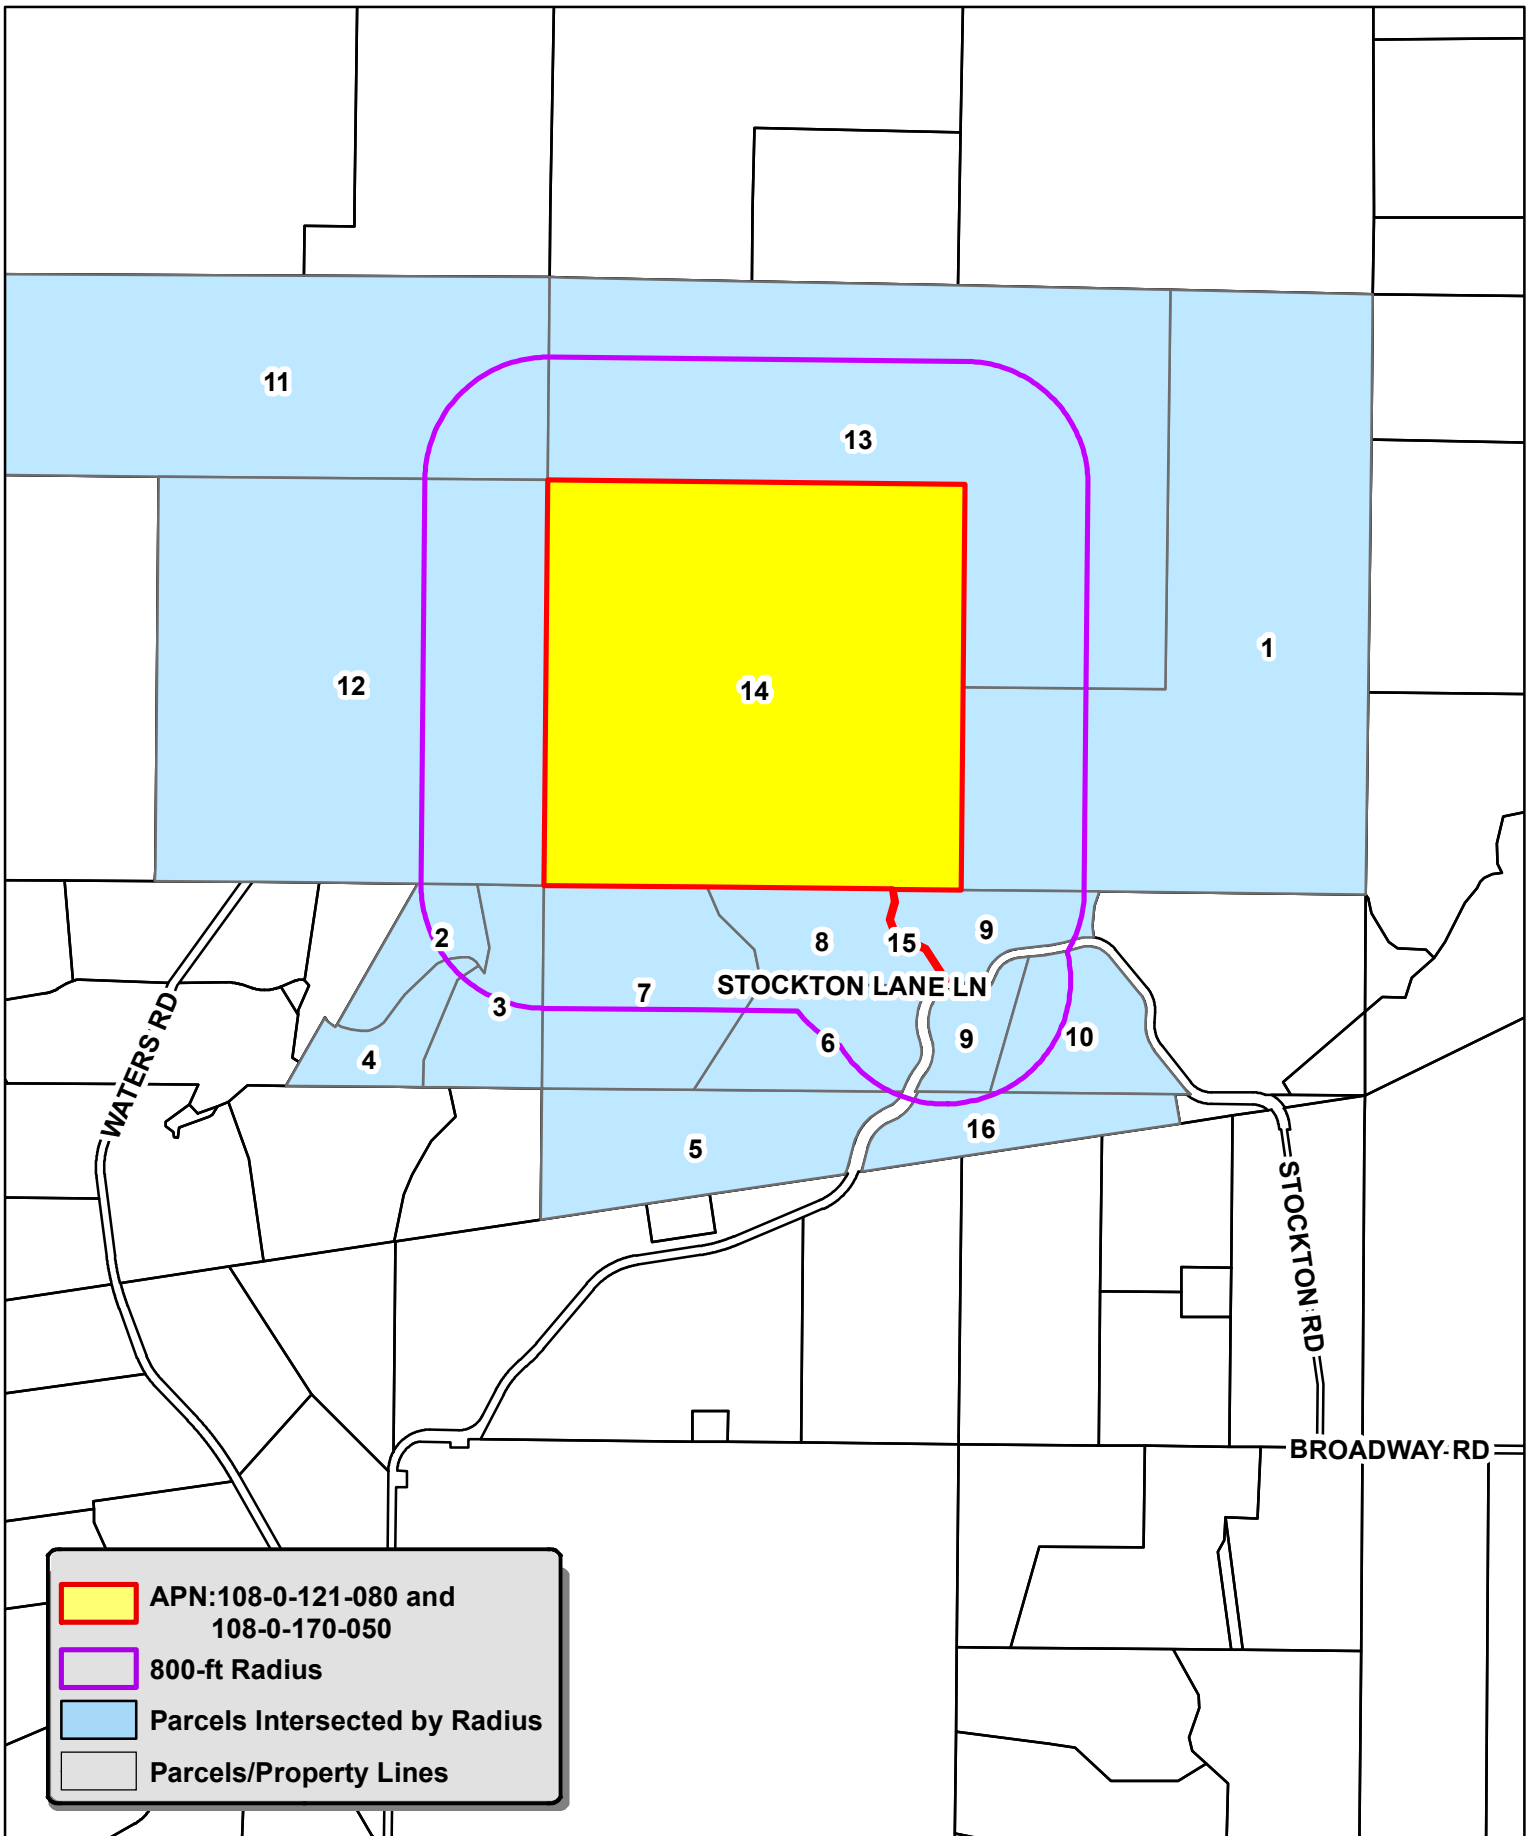 11
13
1
12
14
2
8
15
9
STOCKTON LANE LN
7
3
6
9
10
4
WATERS RD
16
5
STOCKTON RD
BROADWAY RD
APN:108-0-121-080 and
108-0-170-050
800-ft Radius
Parcels Intersected by Radius
Parcels/Property Lines